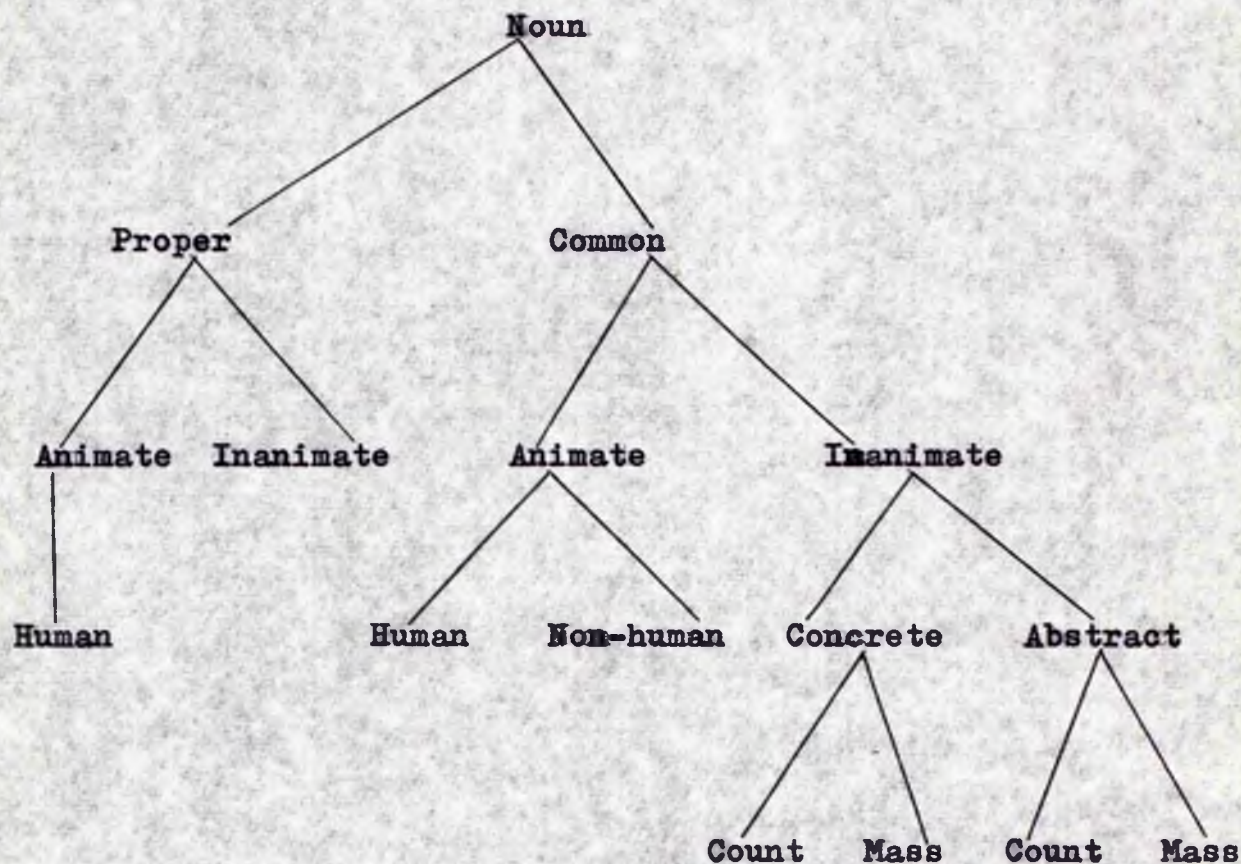 Noun
Proper Common
Animate Inanimate Animate Inanimate
Human Human Non-human Concrete Abstract
Count Mass Count Mass